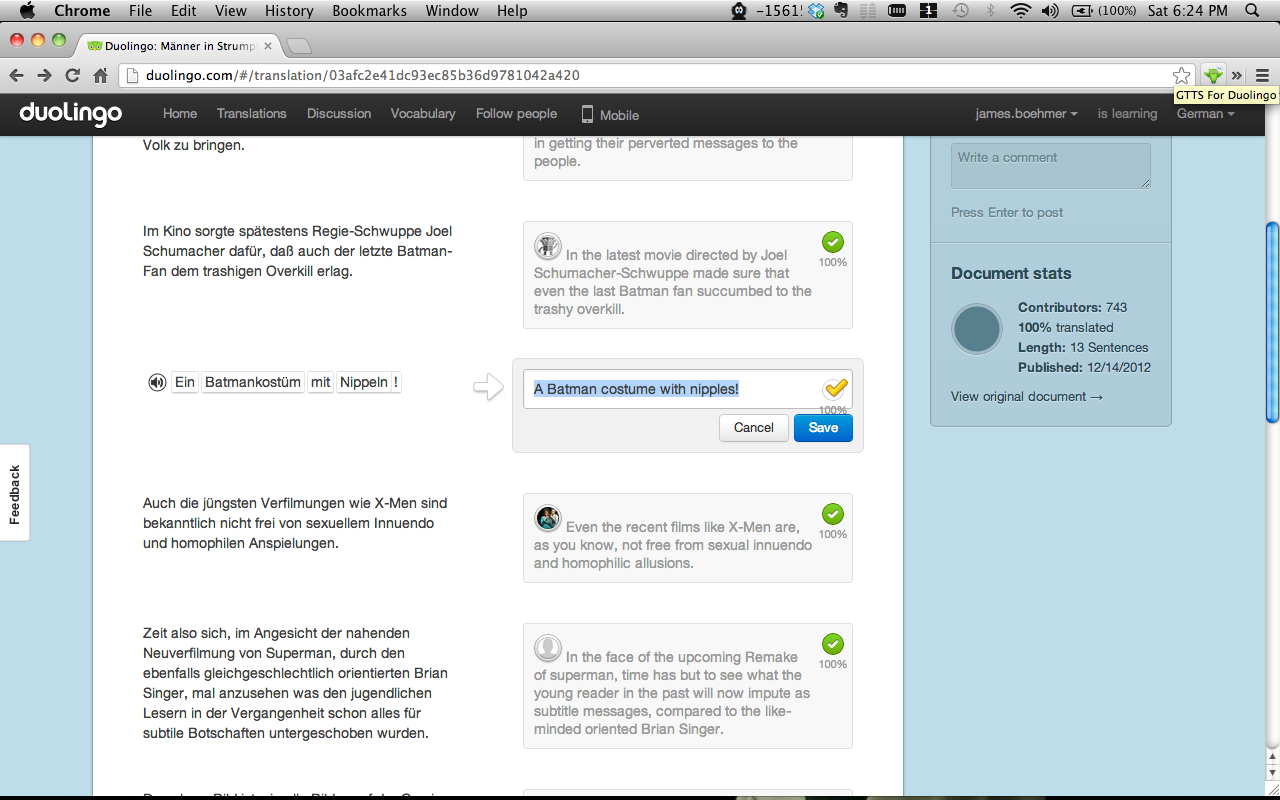 Chrome File Edit View History Bookmarks Window Help -1561 1 (100%) Sat 6:24 PM
Duolingo: Männer in Strumpf
duolingo.com/#/translation/03afc2e41dc93ec85b36d9781042a420
GTTS For Duolingo
duolingo Home Translations Discussion Vocabulary Follow people Mobile james.boehmer is learning German
Volk zu bringen.
in getting their perverted messages to the
people.
Im Kino sorgte spätestens Regie-Schwuppe Joel
Schumacher dafür, daß auch der letzte Batman-
Fan dem trashigen Overkill erlag.
In the latest movie directed by Joel
Schumacher-Schwuppe made sure that
even the last Batman fan succumbed to the
trashy overkill.
100%
Ein Batmankostüm mit Nippeln !
A Batman costume with nipples!
100%
Cancel Save
Auch die jüngsten Verfilmungen wie X-Men sind
bekanntlich nicht frei von sexuellem Innuendo
und homophilen Anspielungen.
Even the recent films like X-Men are,
as you know, not free from sexual innuendo
and homophilic allusions.
100%
Zeit also sich, im Angesicht der nahenden
Neuverfilmung von Superman, durch den
ebenfalls gleichgeschlechtlich orientierten Brian
Singer, mal anzusehen was den jugendlichen
Lesern in der Vergangenheit schon alles für
subtile Botschaften untergeschoben wurden.
In the face of the upcoming Remake
of superman, time has but to see what the
young reader in the past will now impute as
subtitle messages, compared to the like-
minded oriented Brian Singer.
100%
Write a comment
Press Enter to post
Document stats
Contributors: 743
100% translated
Length: 13 Sentences
Published: 12/14/2012
View original document →
Feedback